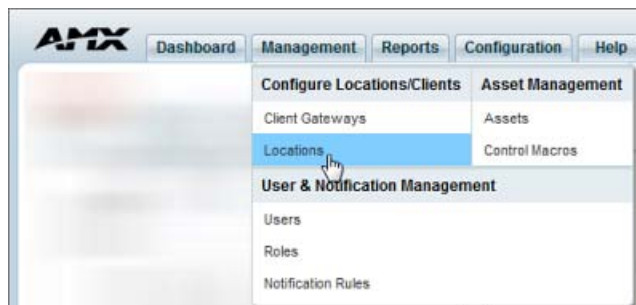 AMX
Dashboard
Management
Reports
Configuration
Help
Configure Locations/Clients
Asset Management
Client Gateways
Assets
Locations
Control Macros
User & Notification Management
Users
Roles
Notification Rules